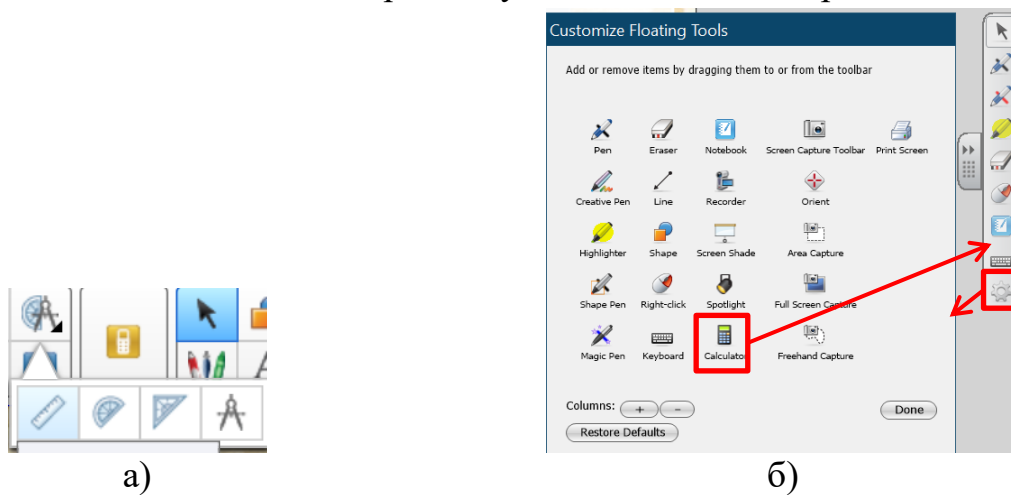 Customize Floating Tools
Add or remove items by dragging them to or from the toolbar
Pen Eraser Notebook Screen Capture Toolbar Print Screen
Creative Pen Line Recorder Orient
Highlighter Shape Screen Shade Area Capture
Shape Pen Right-click Spotlight Full Screen Capture
Magic Pen Keyboard Calculator Freehand Capture
Columns: + -
Done
Restore Defaults
а) б)